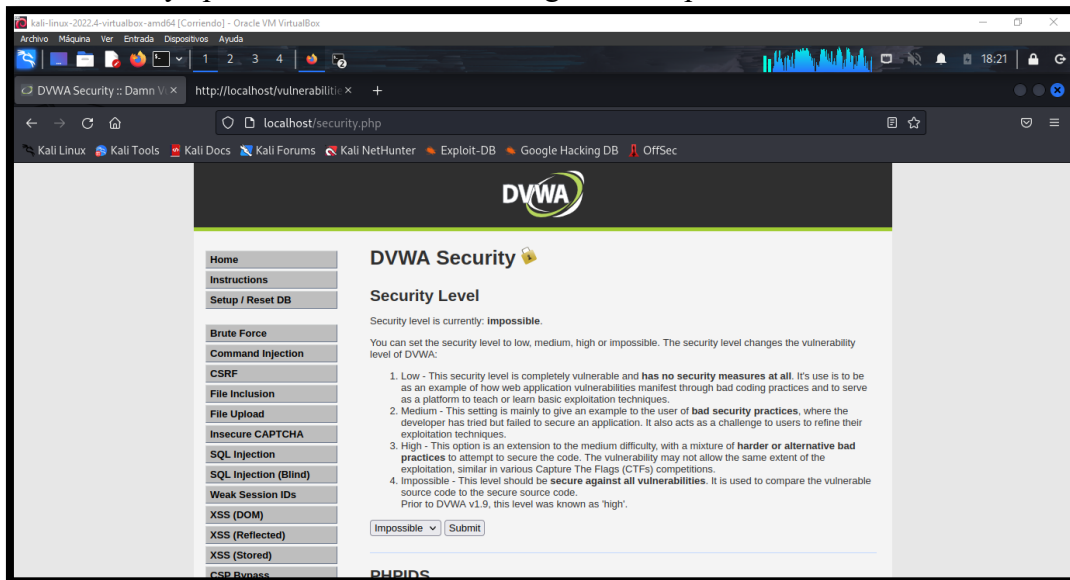 kali-linux-2022.4-virtualbox-amd64 [Corriendo] - Oracle VM VirtualBox
Archivo Máquina Ver Entrada Dispositivos Ayuda
1 2 3 4 18:21
DVWA Security :: Damn V × http://localhost/vulnerabilitie × +
localhost/security.php
Kali Linux Kali Tools Kali Docs Kali Forums Kali NetHunter Exploit-DB Google Hacking DB OffSec
DVWA
Home
Instructions
Setup / Reset DB
Brute Force
Command Injection
CSRF
File Inclusion
File Upload
Insecure CAPTCHA
SQL Injection
SQL Injection (Blind)
Weak Session IDs
XSS (DOM)
XSS (Reflected)
XSS (Stored)
CSP Bypass
DVWA Security
Security Level
Security level is currently: impossible.
You can set the security level to low, medium, high or impossible. The security level changes the vulnerability
level of DVWA:
1. Low - This security level is completely vulnerable and has no security measures at all. It's use is to be
as an example of how web application vulnerabilities manifest through bad coding practices and to serve
as a platform to teach or learn basic exploitation techniques.
2. Medium - This setting is mainly to give an example to the user of bad security practices, where the
developer has tried but failed to secure an application. It also acts as a challenge to users to refine their
exploitation techniques.
3. High - This option is an extension to the medium difficulty, with a mixture of harder or alternative bad
practices to attempt to secure the code. The vulnerability may not allow the same extent of the
exploitation, similar in various Capture The Flags (CTFs) competitions.
4. Impossible - This level should be secure against all vulnerabilities. It is used to compare the vulnerable
source code to the secure source code.
Prior to DVWA v1.9, this level was known as 'high'.
Impossible Submit
PHPIDS